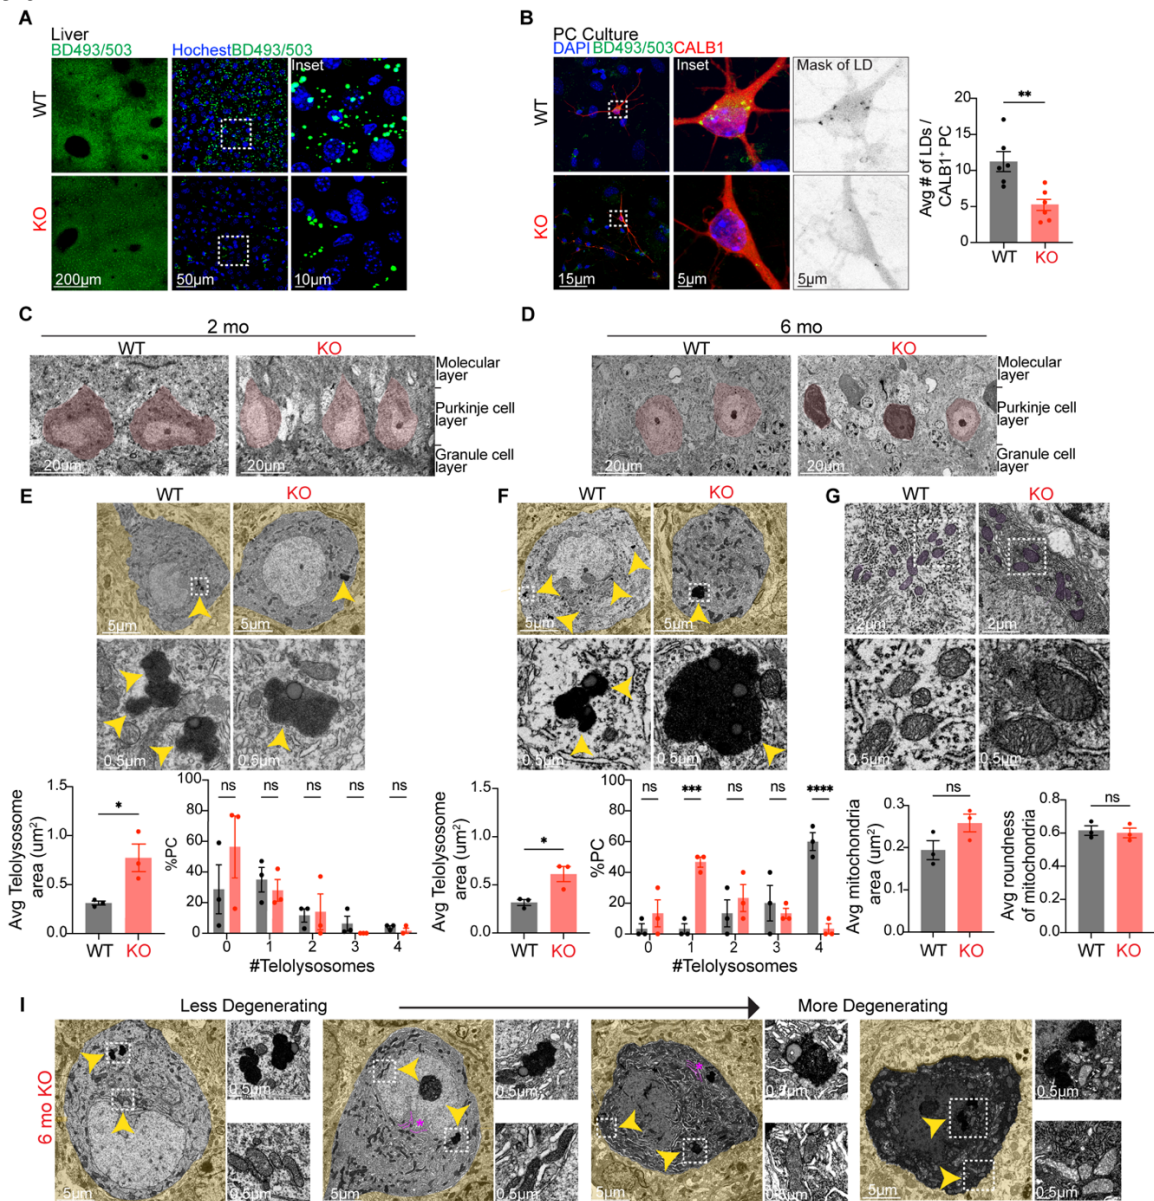 A
Liver
BD493/503
HochestBD493/503
Inset
WT
KO
200µm
50µm
10µm
B
PC Culture
DAPI BD493/503 CALB1
Inset
Mask of LD
WT
KO
15µm
5µm
5µm
Avg # of LDs /
CALB1+ PC
20
15
10
5
0
**
WT
KO
C
2 mo
WT
KO
Molecular
layer
Purkinje cell
layer
Granule cell
layer
20µm
20µm
D
6 mo
WT
KO
Molecular
layer
Purkinje cell
layer
Granule cell
layer
20µm
20µm
E
WT
KO
5µm
5µm
0.5µm
0.5µm
Avg Telolysosome
area (um²)
1.5
1.0
0.5
0.0
*
WT
KO
%PC
100
80
60
40
20
0
ns
ns
ns
ns
ns
0
1
2
3
4
#Telolysosomes
F
WT
KO
5µm
5µm
0.5µm
0.5µm
Avg Telolysosome
area (um²)
1.5
1.0
0.5
0.0
*
WT
KO
%PC
100
80
60
40
20
0
ns
***
ns
ns
****
0
1
2
3
4
#Telolysosomes
G
WT
KO
2µm
2µm
0.5µm
0.5µm
Avg mitochondria
area (um²)
0.3
0.2
0.1
0.0
ns
WT
KO
Avg roundness
of mitochondria
0.8
0.6
0.4
0.2
0.0
ns
WT
KO
I
Less Degenerating
More Degenerating
6 mo KO
5µm
0.5µm
0.5µm
5µm
0.5µm
0.5µm
5µm
0.5µm
0.5µm
5µm
0.5µm
0.5µm